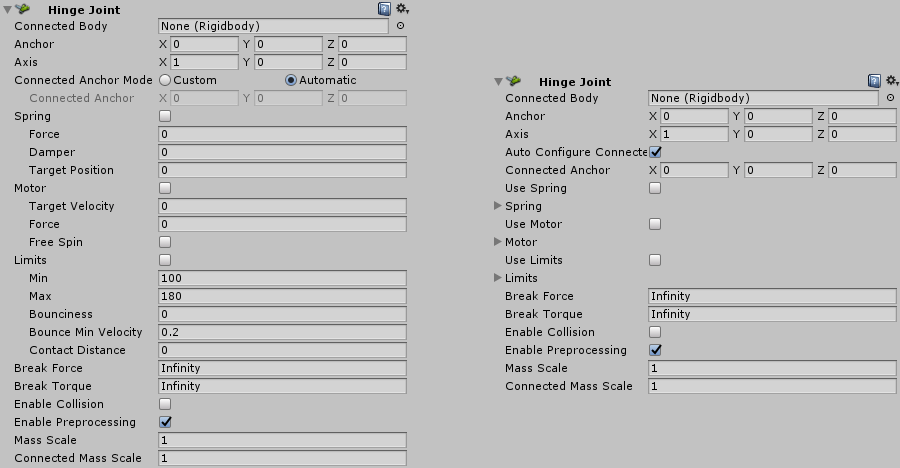 Hinge Joint
Connected Body None (Rigidbody)
Anchor X 0 Y 0 Z 0
Axis X 1 Y 0 Z 0
Connected Anchor Mode Custom Automatic
Connected Anchor X 0 Y 0 Z 0
Spring
Force 0
Damper 0
Target Position 0
Motor
Target Velocity 0
Force 0
Free Spin
Limits
Min 100
Max 180
Bounciness 0
Bounce Min Velocity 0.2
Contact Distance 0
Break Force Infinity
Break Torque Infinity
Enable Collision
Enable Preprocessing
Mass Scale 1
Connected Mass Scale 1
Hinge Joint
Connected Body None (Rigidbody)
Anchor X 0 Y 0 Z 0
Axis X 1 Y 0 Z 0
Auto Configure Connecte
Connected Anchor X 0 Y 0 Z 0
Use Spring
Spring
Use Motor
Motor
Use Limits
Limits
Break Force Infinity
Break Torque Infinity
Enable Collision
Enable Preprocessing
Mass Scale 1
Connected Mass Scale 1